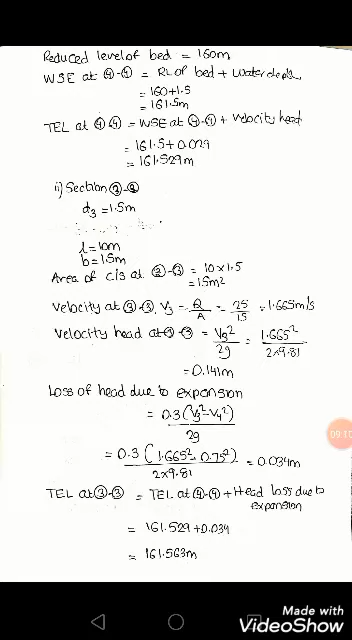 Reduced level of bed = 160m
WSE at ④-④ = RL of bed + Water depth
= 160+1.5
= 161.5m
TEL at ④④ = WSE at ④-④ + Velocity head
= 161.5+0.029
= 161.529m
ii) Section ③-③
d₃ = 1.5m
l = 10m
b = 1.5m
Area of c/s at ③-③ = 10×1.5
= 15m²
Velocity at ③-③, V₃ = Q/A = 25/15 = 1.665m/s
Velocity head at ③-③ = V₃²/2g = 1.665²/2×9.81
= 0.141m
Loss of head due to expansion
= 0.3(V₃²-V₄²)/2g
= 0.3(1.665²-0.75²)/2×9.81 = 0.034m
TEL at ③-③ = TEL at ④-④ + Head loss due to
expansion
= 161.529+0.034
= 161.563m
09:10
Made with
VideoShow